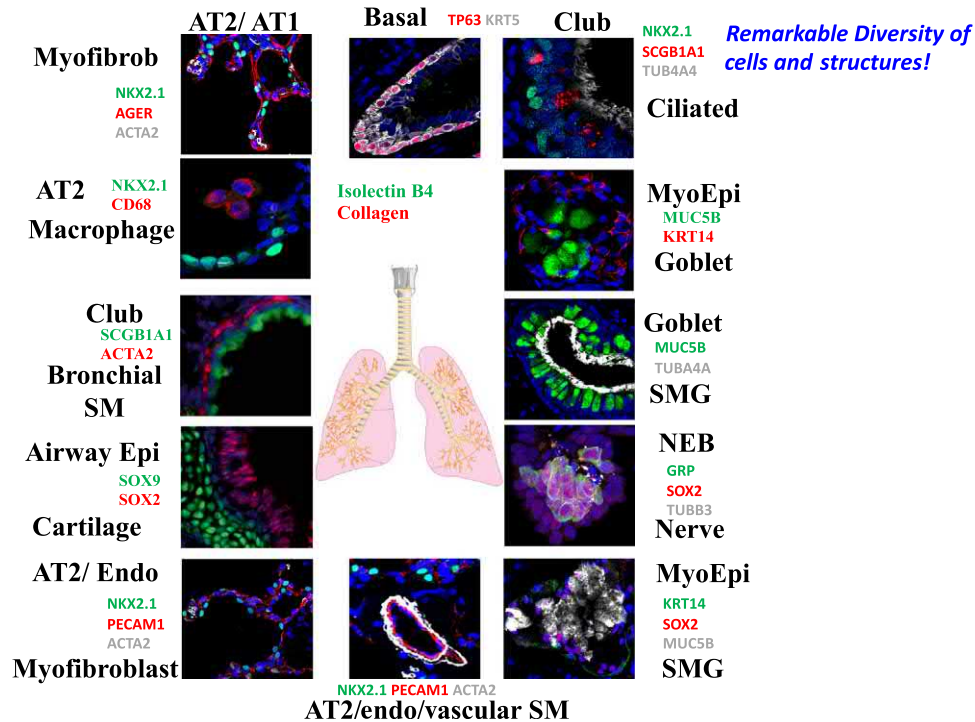 AT2/ AT1
Basal TP63 KRT5
Club
Remarkable Diversity of
cells and structures!
Myofibrob
NKX2.1
AGER
ACTA2
NKX2.1
SCGB1A1
TUB4A4
Ciliated
AT2
NKX2.1
CD68
Macrophage
Isolectin B4
Collagen
MyoEpi
MUC5B
KRT14
Goblet
Club
SCGB1A1
ACTA2
Bronchial
SM
Goblet
MUC5B
TUBA4A
SMG
Airway Epi
SOX9
SOX2
Cartilage
NEB
GRP
SOX2
TUBB3
Nerve
AT2/ Endo
NKX2.1
PECAM1
ACTA2
Myofibroblast
MyoEpi
KRT14
SOX2
MUC5B
SMG
NKX2.1 PECAM1 ACTA2
AT2/endo/vascular SM